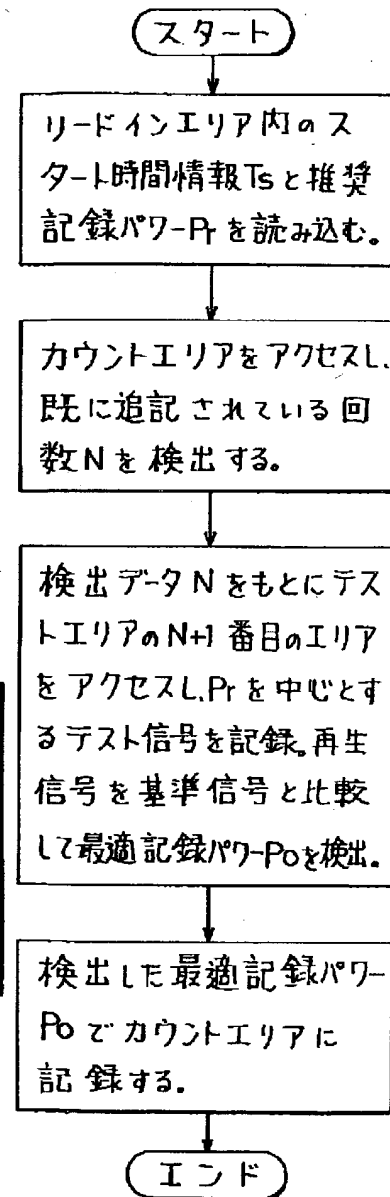 スタート
リードインエリア内のス
タート時間情報Tsと推奨
記録パワーPrを読み込む。
カウントエリアをアクセスし、
既に追記されている回
数Nを検出する。
検出データNをもとにテス
トエリアのN+1番目のエリア
をアクセスし、Prを中心とす
るテスト信号を記録。再生
信号を基準信号と比較
して最適記録パワーPoを検出。
検出した最適記録パワー
Poでカウントエリアに
記録する。
エンド